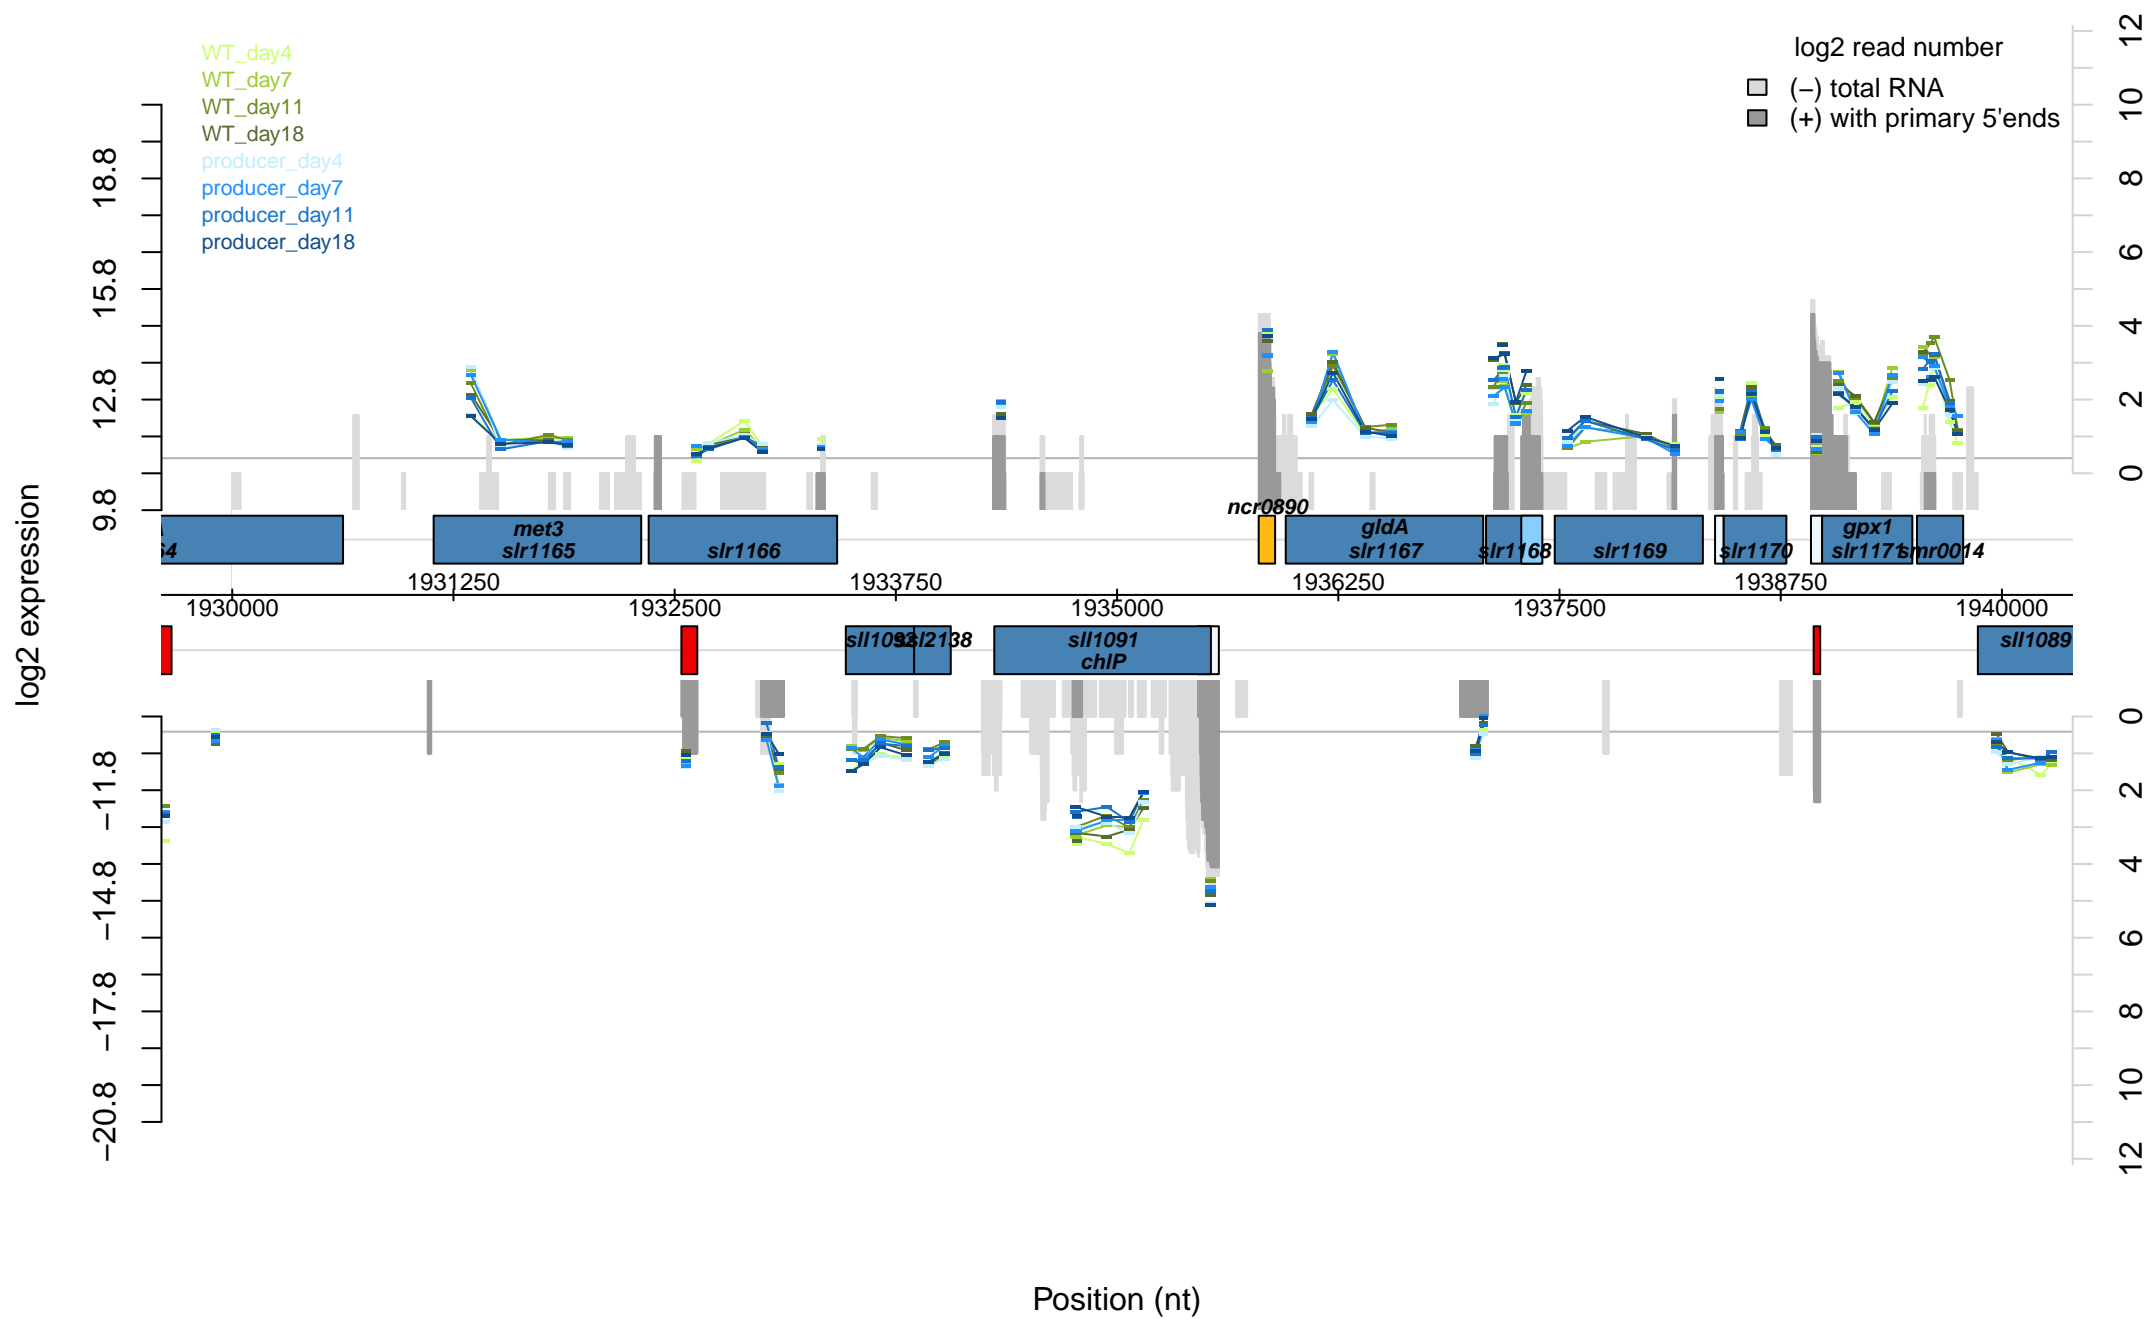 WT_day4
WT_day7
WT_day11
WT_day18
producer_day4
producer_day7
producer_day11
producer_day18
log2 read number
(−) total RNA
(+) with primary 5'ends
log2 expression
18.8
15.8
12.8
9.8
12
10
8
6
4
2
0
ncr0890
met3
slr1165
slr1166
gldA
slr1167
slr1168
slr1169
slr1170
gpx1
slr1171
smr0014
64
1931250
1933750
1936250
1938750
1930000
1932500
1935000
1937500
1940000
sll1092
ssl2138
sll1091
chlP
sll1089
−11.8
−14.8
−17.8
−20.8
0
2
4
6
8
10
12
Position (nt)